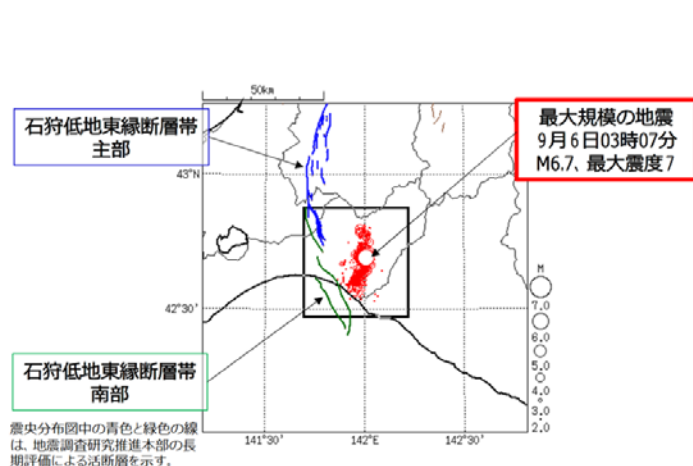 50km
石狩低地東縁断層帯
主部
最大規模の地震
9月6日03時07分
M6.7、最大震度7
43°N
42°30'
M
7.0
6.0
5.0
4.0
3.0
2.0
石狩低地東縁断層帯
南部
141°30'
142°E
142°30'
震央分布図中の青色と緑色の線
は、地震調査研究推進本部の長
期評価による活断層を示す。